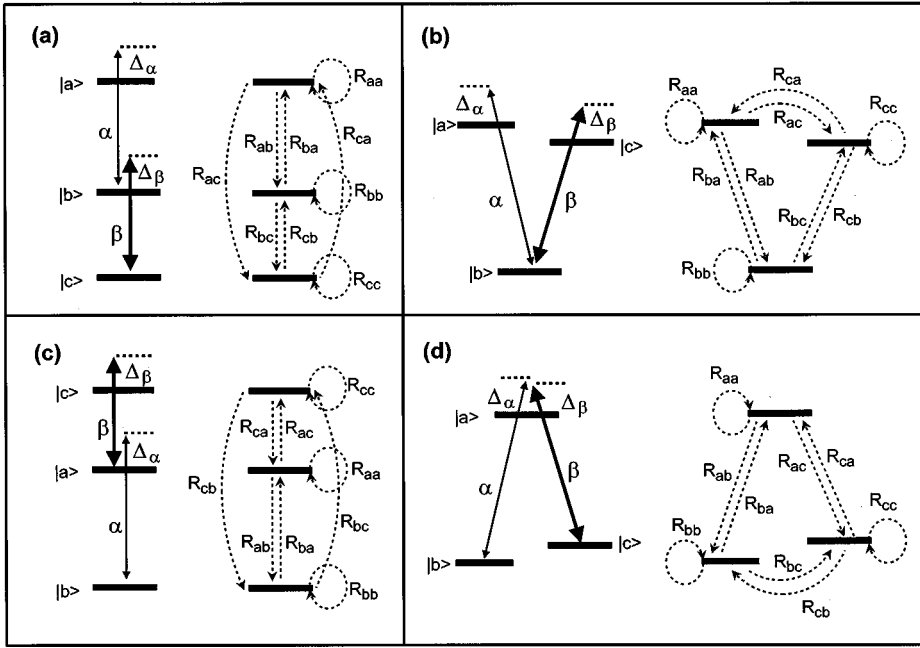 (a)
Δα
|a>
α
Δβ
|b>
β
|c>
Raa
Rab
Rba
Rca
Rac
Rbb
Rbc
Rcb
Rcc
(b)
Δα
|a>
Δβ
|c>
α
β
|b>
Rca
Raa
Rac
Rcc
Rba
Rab
Rbc
Rcb
Rbb
(c)
Δβ
|c>
β
Δα
|a>
α
|b>
Rcc
Rca
Rac
Raa
Rcb
Rbc
Rab
Rba
Rbb
(d)
Δα
Δβ
|a>
α
β
|c>
|b>
Raa
Rab
Rac
Rca
Rba
Rcc
Rbb
Rbc
Rcb